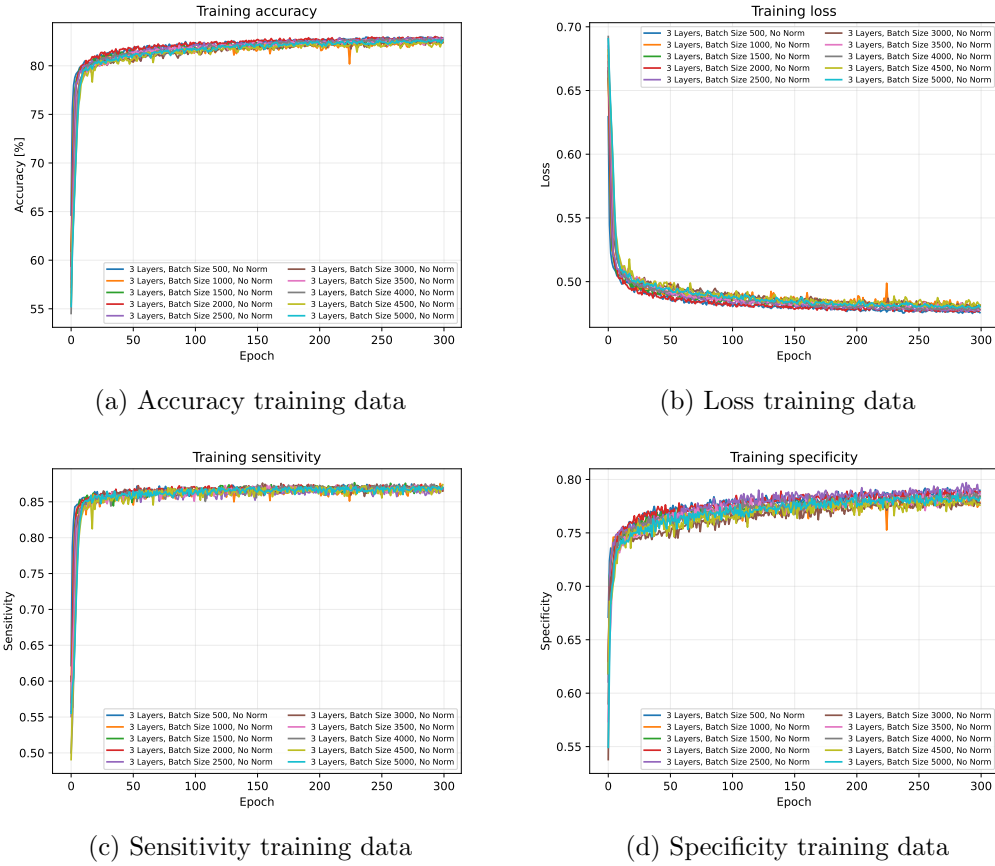 Training accuracy
Accuracy [%]
80
75
70
65
60
55
3 Layers, Batch Size 500, No Norm
3 Layers, Batch Size 1000, No Norm
3 Layers, Batch Size 1500, No Norm
3 Layers, Batch Size 2000, No Norm
3 Layers, Batch Size 2500, No Norm
3 Layers, Batch Size 3000, No Norm
3 Layers, Batch Size 3500, No Norm
3 Layers, Batch Size 4000, No Norm
3 Layers, Batch Size 4500, No Norm
3 Layers, Batch Size 5000, No Norm
0 50 100 150 200 250 300
Epoch
(a) Accuracy training data
Training loss
Loss
0.70
0.65
0.60
0.55
0.50
3 Layers, Batch Size 500, No Norm
3 Layers, Batch Size 1000, No Norm
3 Layers, Batch Size 1500, No Norm
3 Layers, Batch Size 2000, No Norm
3 Layers, Batch Size 2500, No Norm
3 Layers, Batch Size 3000, No Norm
3 Layers, Batch Size 3500, No Norm
3 Layers, Batch Size 4000, No Norm
3 Layers, Batch Size 4500, No Norm
3 Layers, Batch Size 5000, No Norm
0 50 100 150 200 250 300
Epoch
(b) Loss training data
Training sensitivity
Sensitivity
0.85
0.80
0.75
0.70
0.65
0.60
0.55
0.50
3 Layers, Batch Size 500, No Norm
3 Layers, Batch Size 1000, No Norm
3 Layers, Batch Size 1500, No Norm
3 Layers, Batch Size 2000, No Norm
3 Layers, Batch Size 2500, No Norm
3 Layers, Batch Size 3000, No Norm
3 Layers, Batch Size 3500, No Norm
3 Layers, Batch Size 4000, No Norm
3 Layers, Batch Size 4500, No Norm
3 Layers, Batch Size 5000, No Norm
0 50 100 150 200 250 300
Epoch
(c) Sensitivity training data
Training specificity
Specificity
0.80
0.75
0.70
0.65
0.60
0.55
3 Layers, Batch Size 500, No Norm
3 Layers, Batch Size 1000, No Norm
3 Layers, Batch Size 1500, No Norm
3 Layers, Batch Size 2000, No Norm
3 Layers, Batch Size 2500, No Norm
3 Layers, Batch Size 3000, No Norm
3 Layers, Batch Size 3500, No Norm
3 Layers, Batch Size 4000, No Norm
3 Layers, Batch Size 4500, No Norm
3 Layers, Batch Size 5000, No Norm
0 50 100 150 200 250 300
Epoch
(d) Specificity training data